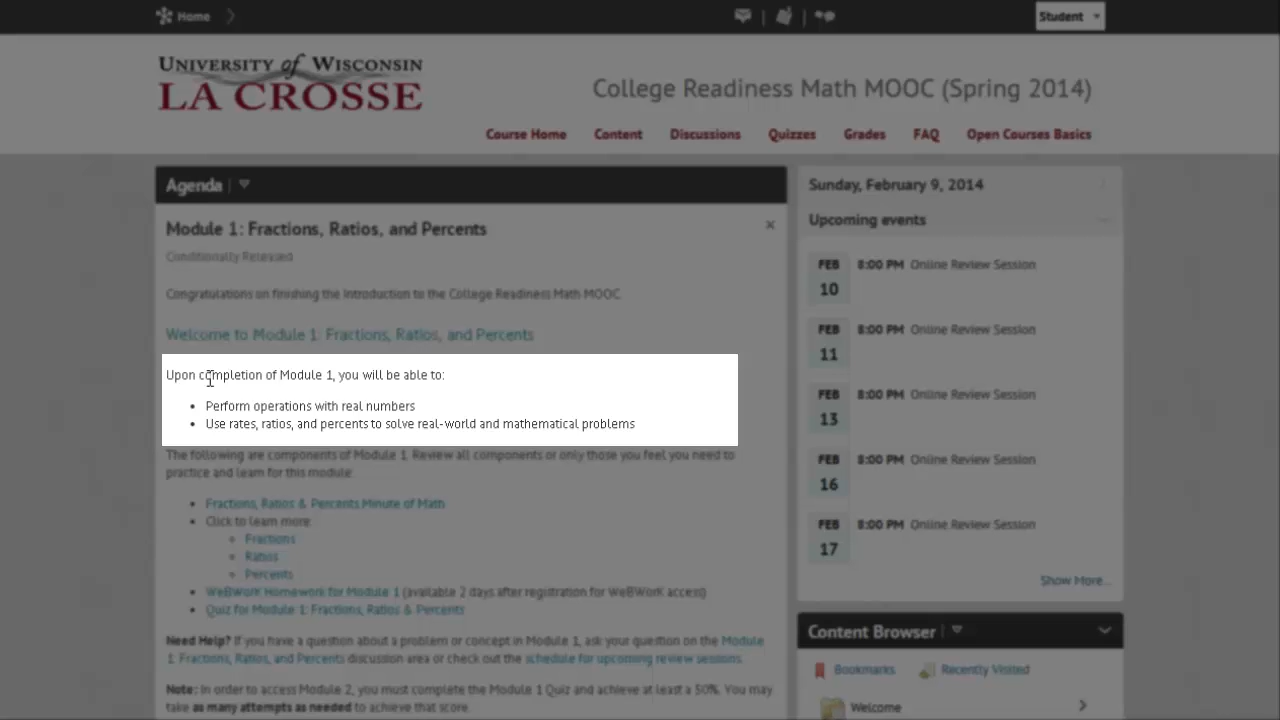 Home
Student
UNIVERSITY of WISCONSIN
LA CROSSE
College Readiness Math MOOC (Spring 2014)
Course Home Content Discussions Quizzes Grades FAQ Open Courses Basics
Agenda
Module 1: Fractions, Ratios, and Percents
Conditionally Released
Congratulations on finishing the Introduction to the College Readiness Math MOOC.
Welcome to Module 1: Fractions, Ratios, and Percents
Upon completion of Module 1, you will be able to:
• Perform operations with real numbers
• Use rates, ratios, and percents to solve real-world and mathematical problems
The following are components of Module 1. Review all components or only those you feel you need to
practice and learn for this module:
• Fractions, Ratios & Percents Minute of Math
• Click to learn more:
Fractions
Ratios
Percents
• WeBWorK Homework for Module 1 (available 2 days after registration for WeBWorK access)
• Quiz for Module 1: Fractions, Ratios & Percents
Need Help? If you have a question about a problem or concept in Module 1, ask your question on the Module
1: Fractions, Ratios, and Percents discussion area or check out the schedule for upcoming review sessions.
Note: In order to access Module 2, you must complete the Module 1 Quiz and achieve at least a 50%. You may
take as many attempts as needed to achieve that score.
Sunday, February 9, 2014
Upcoming events
FEB 8:00 PM Online Review Session
10
FEB 8:00 PM Online Review Session
11
FEB 8:00 PM Online Review Session
13
FEB 8:00 PM Online Review Session
16
FEB 8:00 PM Online Review Session
17
Show More...
Content Browser
Bookmarks Recently Visited
Welcome